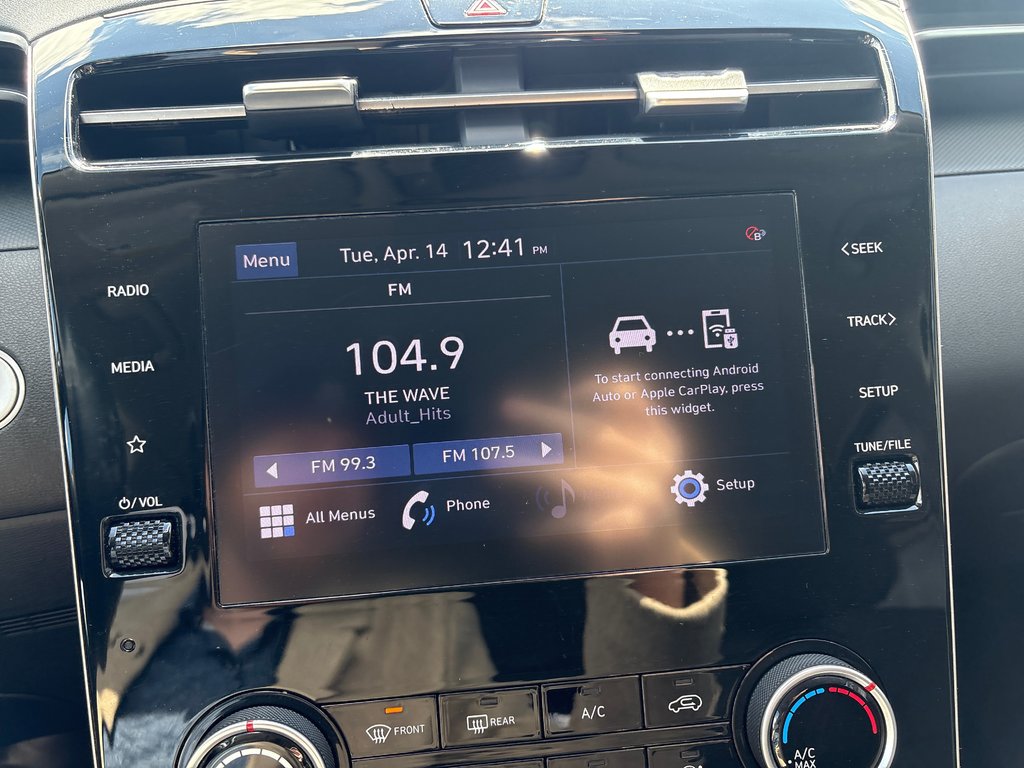 Menu
Tue, Apr. 14 12:41 PM
FM
104.9
THE WAVE
Adult_Hits
FM 99.3
FM 107.5
B
To start connecting Android
Auto or Apple CarPlay, press
this widget.
All Menus
Phone
Setup
RADIO
MEDIA
/VOL
<SEEK
TRACK>
SETUP
TUNE/FILE
FRONT
REAR
A/C
A/C
MAX